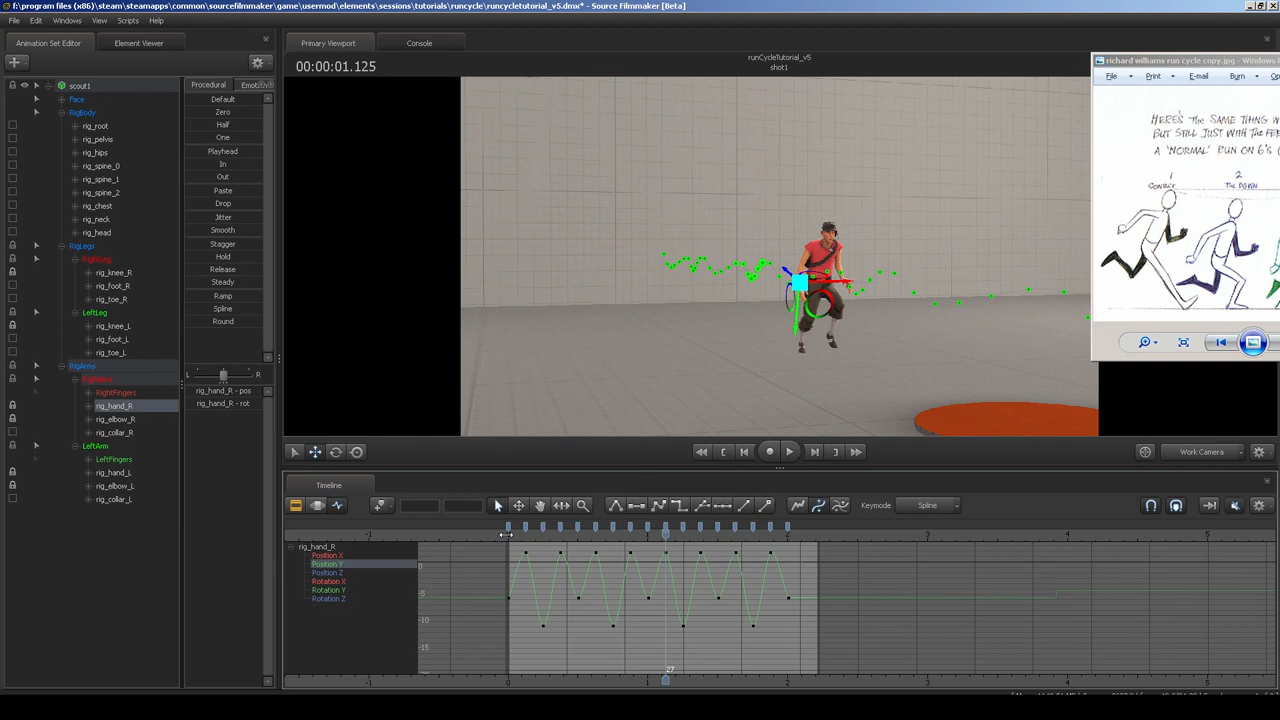 f:\program files (x86)\steam\steamapps\common\sourcefilmmaker\game\usermod\elements\sessions\tutorials\runcycle\runcycletutorial_v5.dmx* - Source Filmmaker [Beta]
File Edit Windows View Scripts Help
Animation Set Editor Element Viewer
Primary Viewport Console
00:00:01.125
runCycleTutorial_v5
shot1
richard williams run cycle copy.jpg - Windows
File Print E-mail Burn
HERE'S THE SAME THING
BUT STILL JUST WITH THE
A 'NORMAL' RUN ON 6'S
1
CONTACT
2
THE DOWN
scout1
Face
RigBody
rig_root
rig_pelvis
rig_hips
rig_spine_0
rig_spine_1
rig_spine_2
rig_chest
rig_neck
rig_head
RigLegs
RightLeg
rig_knee_R
rig_foot_R
rig_toe_R
LeftLeg
rig_knee_L
rig_foot_L
rig_toe_L
RigArms
RightArm
RightFingers
rig_hand_R
rig_elbow_R
rig_collar_R
LeftArm
LeftFingers
rig_hand_L
rig_elbow_L
rig_collar_L
Procedural
Default
Zero
Half
One
Playhead
In
Out
Paste
Drop
Jitter
Smooth
Stagger
Hold
Release
Steady
Ramp
Spline
Round
L R
rig_hand_R - pos
rig_hand_R - rot
Work Camera
Timeline
Keymode Spline
-1 1 2 3 4 5
rig_hand_R
Position X
Position Y
Position Z
Rotation X
Rotation Y
Rotation Z
0
-5
-10
-15
27
-1 0 1 2 3 4 5